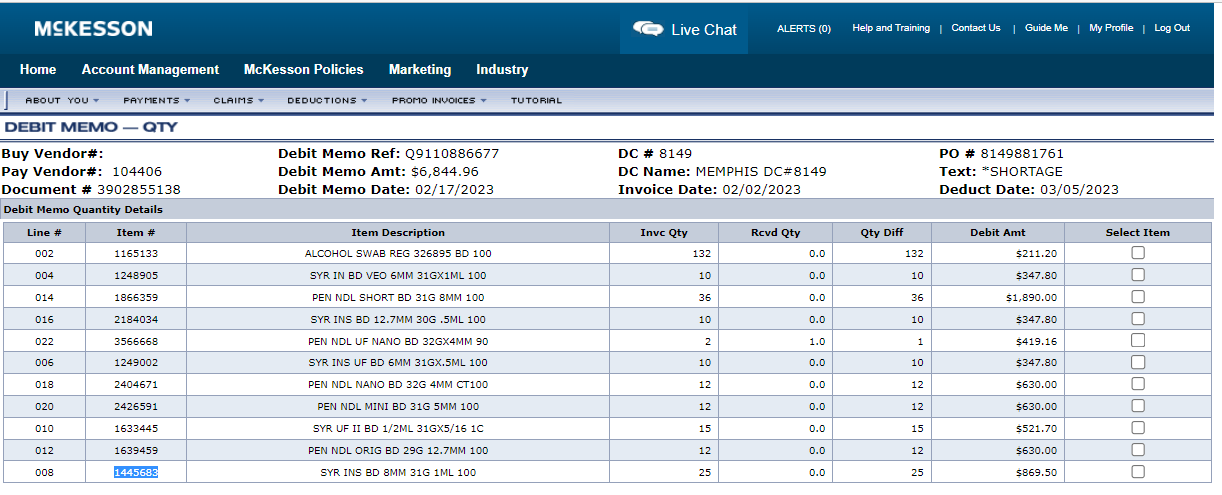 MCKESSON
Live Chat
ALERTS (0)
Help and Training | Contact Us | Guide Me | My Profile | Log Out
Home Account Management McKesson Policies Marketing Industry
ABOUT YOU PAYMENTS CLAIMS DEDUCTIONS PROMO INVOICES TUTORIAL
DEBIT MEMO — QTY
Buy Vendor#: Debit Memo Ref: Q9110886677 DC # 8149 PO # 8149881761
Pay Vendor#: 104406 Debit Memo Amt: $6,844.96 DC Name: MEMPHIS DC#8149 Text: *SHORTAGE
Document # 3902855138 Debit Memo Date: 02/17/2023 Invoice Date: 02/02/2023 Deduct Date: 03/05/2023
Debit Memo Quantity Details
Line # Item # Item Description Invc Qty Rcvd Qty Qty Diff Debit Amt Select Item
002 1165133 ALCOHOL SWAB REG 326895 BD 100 132 0.0 132 $211.20
004 1248905 SYR IN BD VEO 6MM 31GX1ML 100 10 0.0 10 $347.80
014 1866359 PEN NDL SHORT BD 31G 8MM 100 36 0.0 36 $1,890.00
016 2184034 SYR INS BD 12.7MM 30G .5ML 100 10 0.0 10 $347.80
022 3566668 PEN NDL UF NANO BD 32GX4MM 90 2 1.0 1 $419.16
006 1249002 SYR INS UF BD 6MM 31GX.5ML 100 10 0.0 10 $347.80
018 2404671 PEN NDL NANO BD 32G 4MM CT100 12 0.0 12 $630.00
020 2426591 PEN NDL MINI BD 31G 5MM 100 12 0.0 12 $630.00
010 1633445 SYR UF II BD 1/2ML 31GX5/16 1C 15 0.0 15 $521.70
012 1639459 PEN NDL ORIG BD 29G 12.7MM 100 12 0.0 12 $630.00
008 1445683 SYR INS BD 8MM 31G 1ML 100 25 0.0 25 $869.50